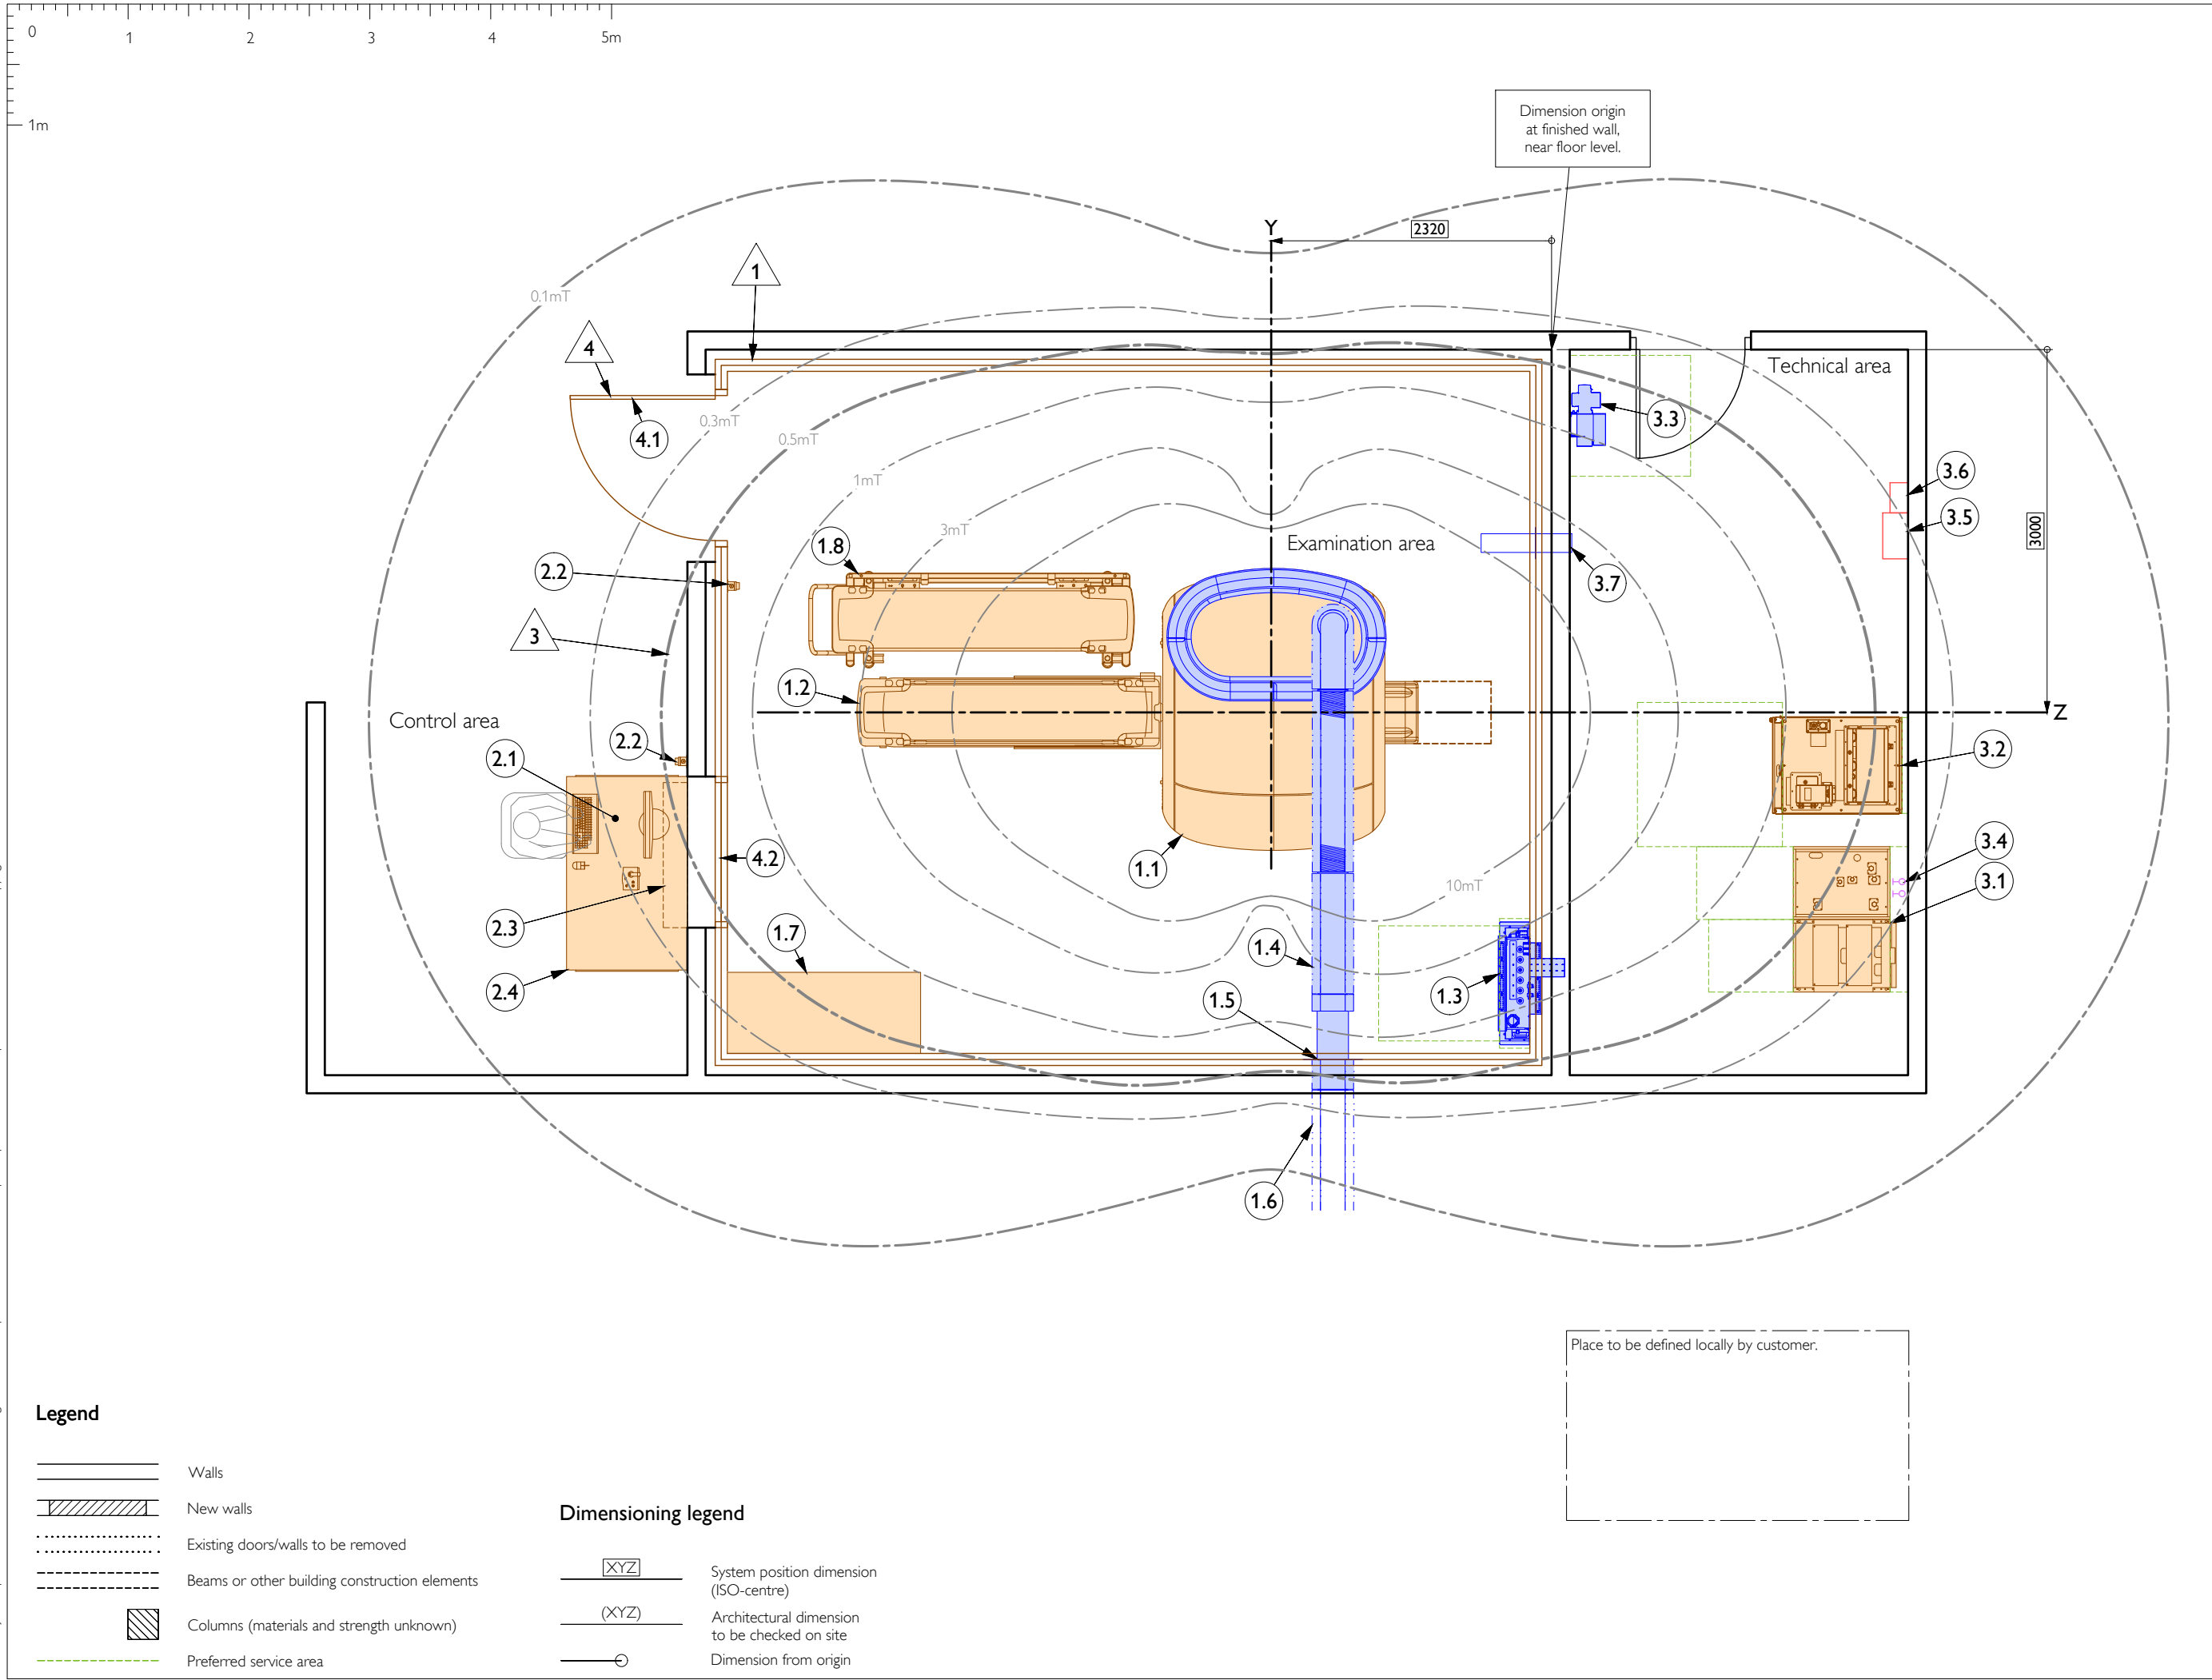 0
1
2
3
4
5m
1m
Dimension origin
at finished wall,
near floor level.
Y
2320
1
0.1mT
4
Technical area
0.3mT
4.1
0.5mT
3.3
1mT
3.6
3.5
3mT
3000
1.8
Examination area
2.2
3.7
3
1.2
Control area
Z
2.2
2.1
3.2
4.2
1.1
3.4
3.1
10mT
2.3
1.7
1.4
2.4
1.3
1.5
1.6
Place to be defined locally by customer.
Legend
Walls
New walls
Existing doors/walls to be removed
Beams or other building construction elements
Columns (materials and strength unknown)
Preferred service area
Dimensioning legend
XYZ
System position dimension
(ISO-centre)
(XYZ)
Architectural dimension
to be checked on site
Dimension from origin